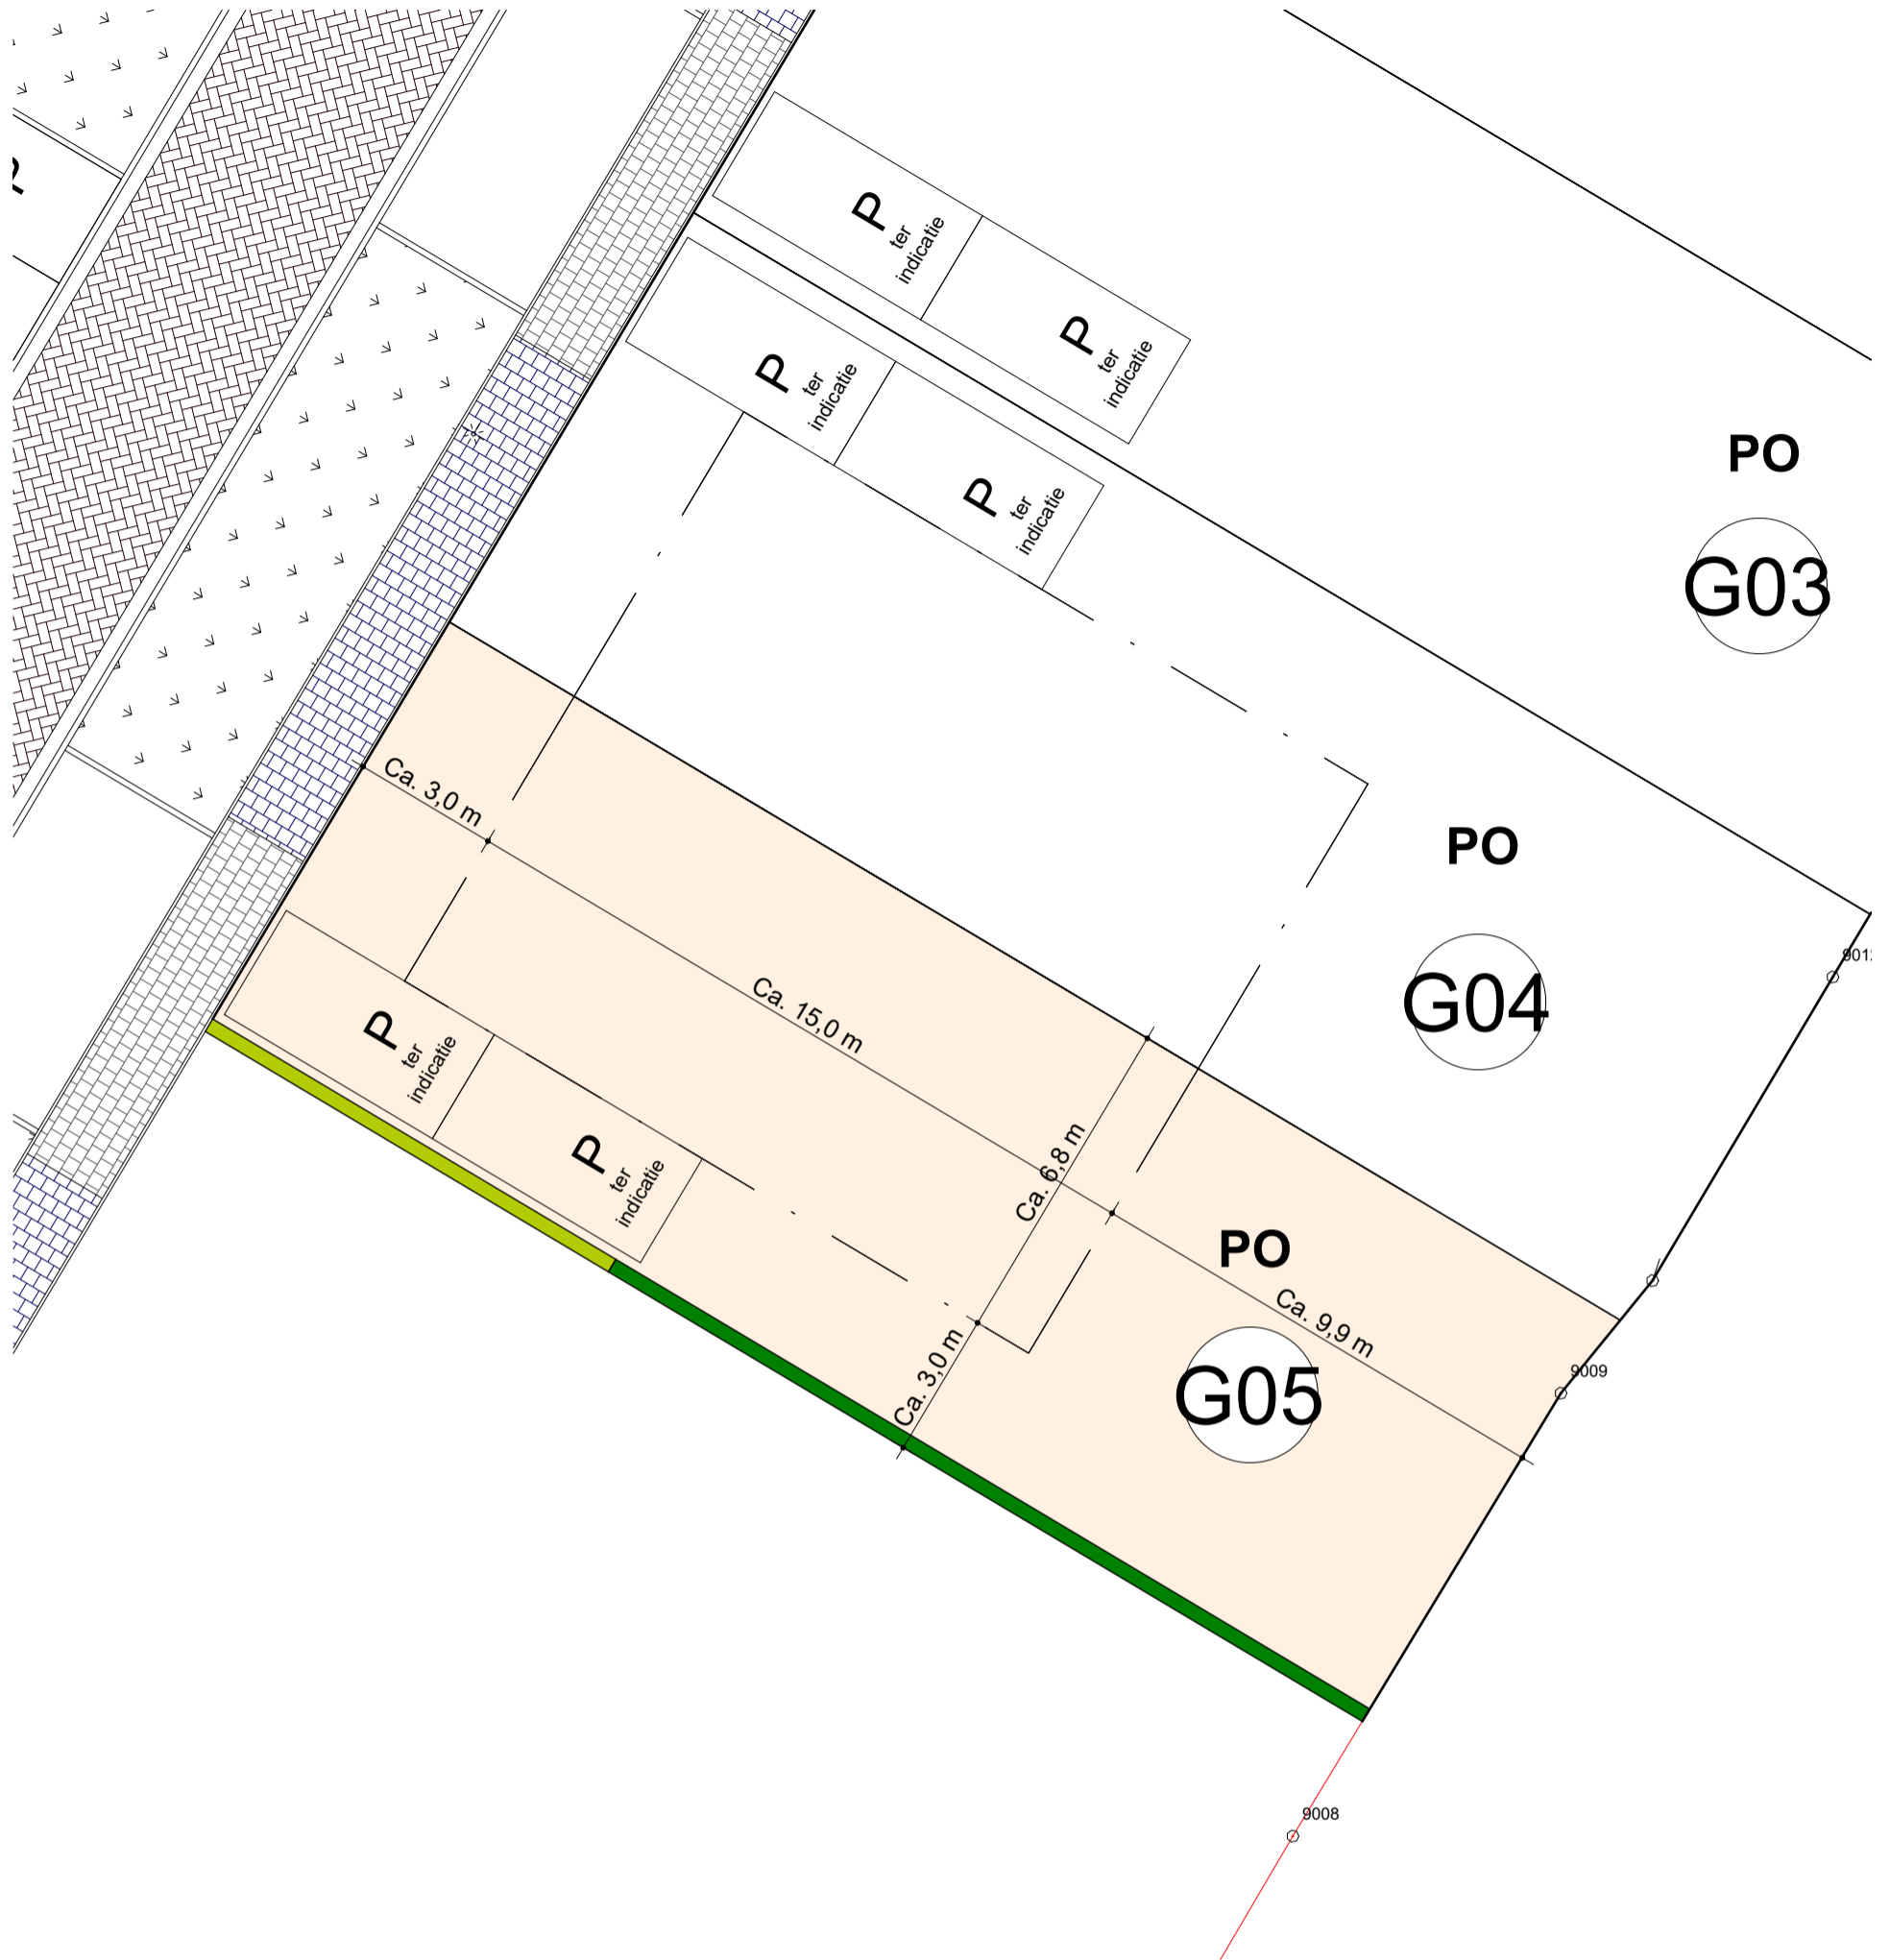 P
ter
indicatie
P
ter
indicatie
P
ter
indicatie
P
ter
indicatie
PO
G03
PO
G04
Ca. 3,0 m
Ca. 15,0 m
Ca. 6,8 m
P
ter
indicatie
P
ter
indicatie
PO
Ca. 9,9 m
Ca. 3,0 m
G05
9009
9008